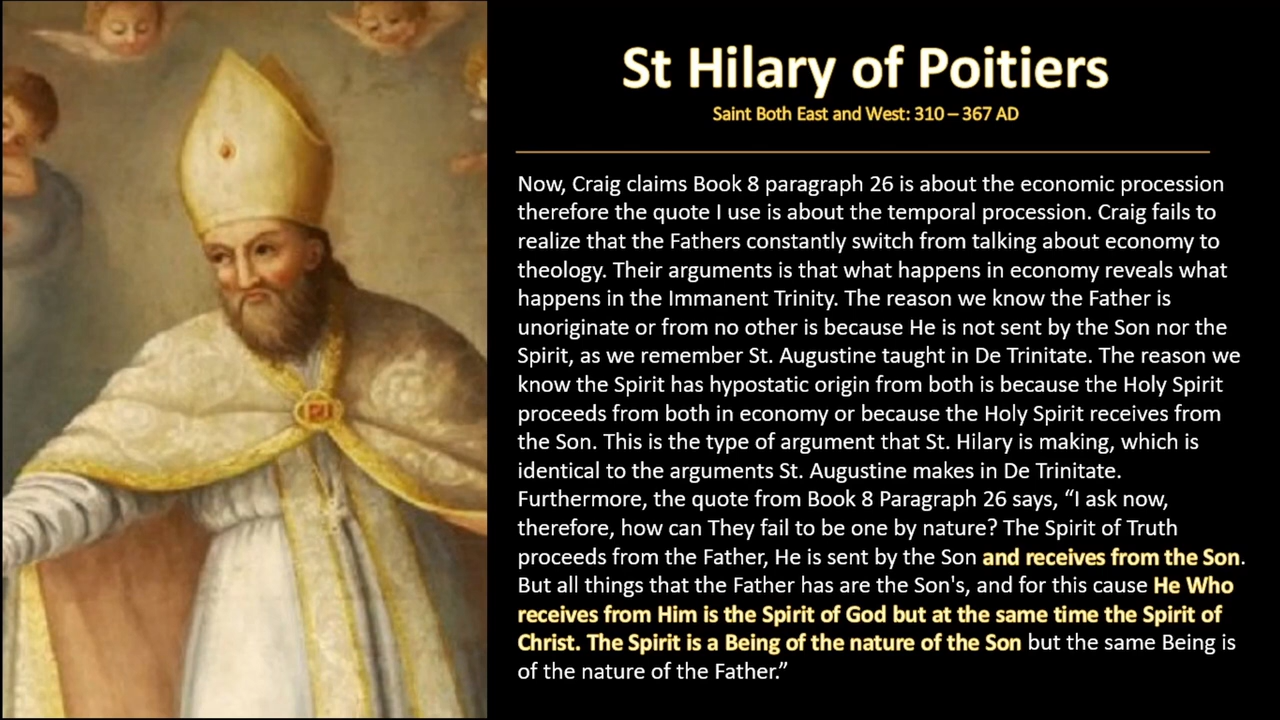 St Hilary of Poitiers
Saint Both East and West: 310 – 367 AD
Now, Craig claims Book 8 paragraph 26 is about the economic procession
therefore the quote I use is about the temporal procession. Craig fails to
realize that the Fathers constantly switch from talking about economy to
theology. Their arguments is that what happens in economy reveals what
happens in the Immanent Trinity. The reason we know the Father is
unoriginate or from no other is because He is not sent by the Son nor the
Spirit, as we remember St. Augustine taught in De Trinitate. The reason we
know the Spirit has hypostatic origin from both is because the Holy Spirit
proceeds from both in economy or because the Holy Spirit receives from
the Son. This is the type of argument that St. Hilary is making, which is
identical to the arguments St. Augustine makes in De Trinitate.
Furthermore, the quote from Book 8 Paragraph 26 says, “I ask now,
therefore, how can They fail to be one by nature? The Spirit of Truth
proceeds from the Father, He is sent by the Son and receives from the Son.
But all things that the Father has are the Son's, and for this cause He Who
receives from Him is the Spirit of God but at the same time the Spirit of
Christ. The Spirit is a Being of the nature of the Son but the same Being is
of the nature of the Father.”